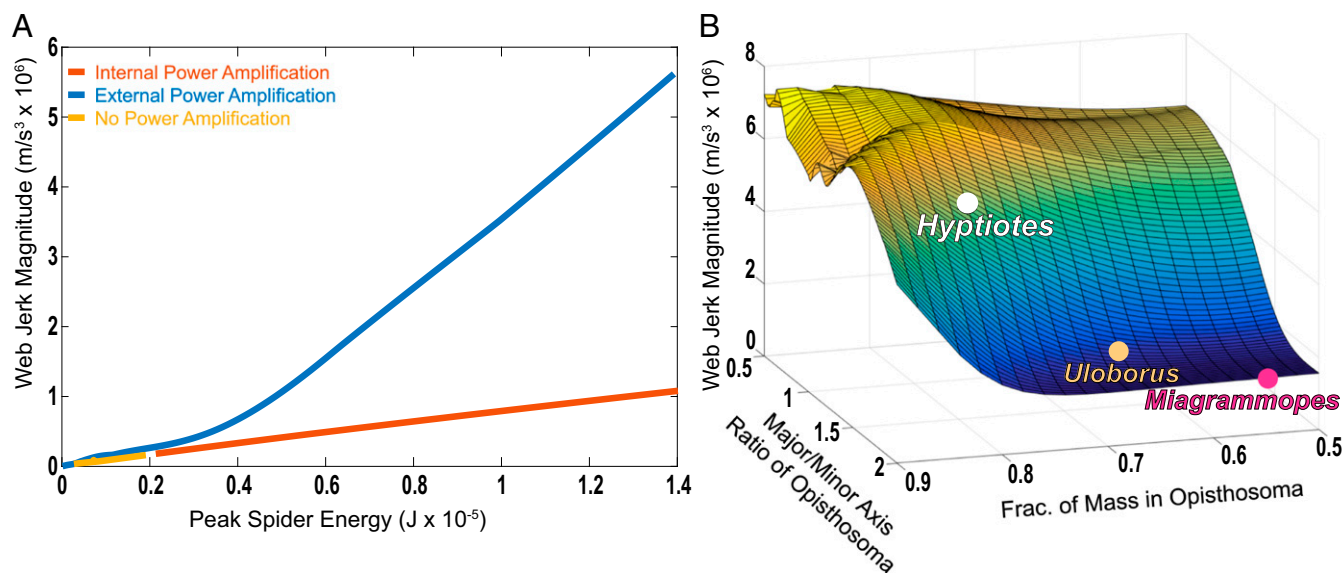 A
Web Jerk Magnitude (m/s³ x 10⁶)
6
5
4
3
2
1
0
Internal Power Amplification
External Power Amplification
No Power Amplification
0 0.2 0.4 0.6 0.8 1 1.2 1.4
Peak Spider Energy (J x 10⁻⁵)
B
Web Jerk Magnitude (m/s³ x 10⁶)
8
6
4
2
0
Hyptiotes
Uloborus
Miagrammopes
0.5
1
1.5
2
Major/Minor Axis
Ratio of Opisthosoma
0.9 0.8 0.7 0.6 0.5
Frac. of Mass in Opisthosoma